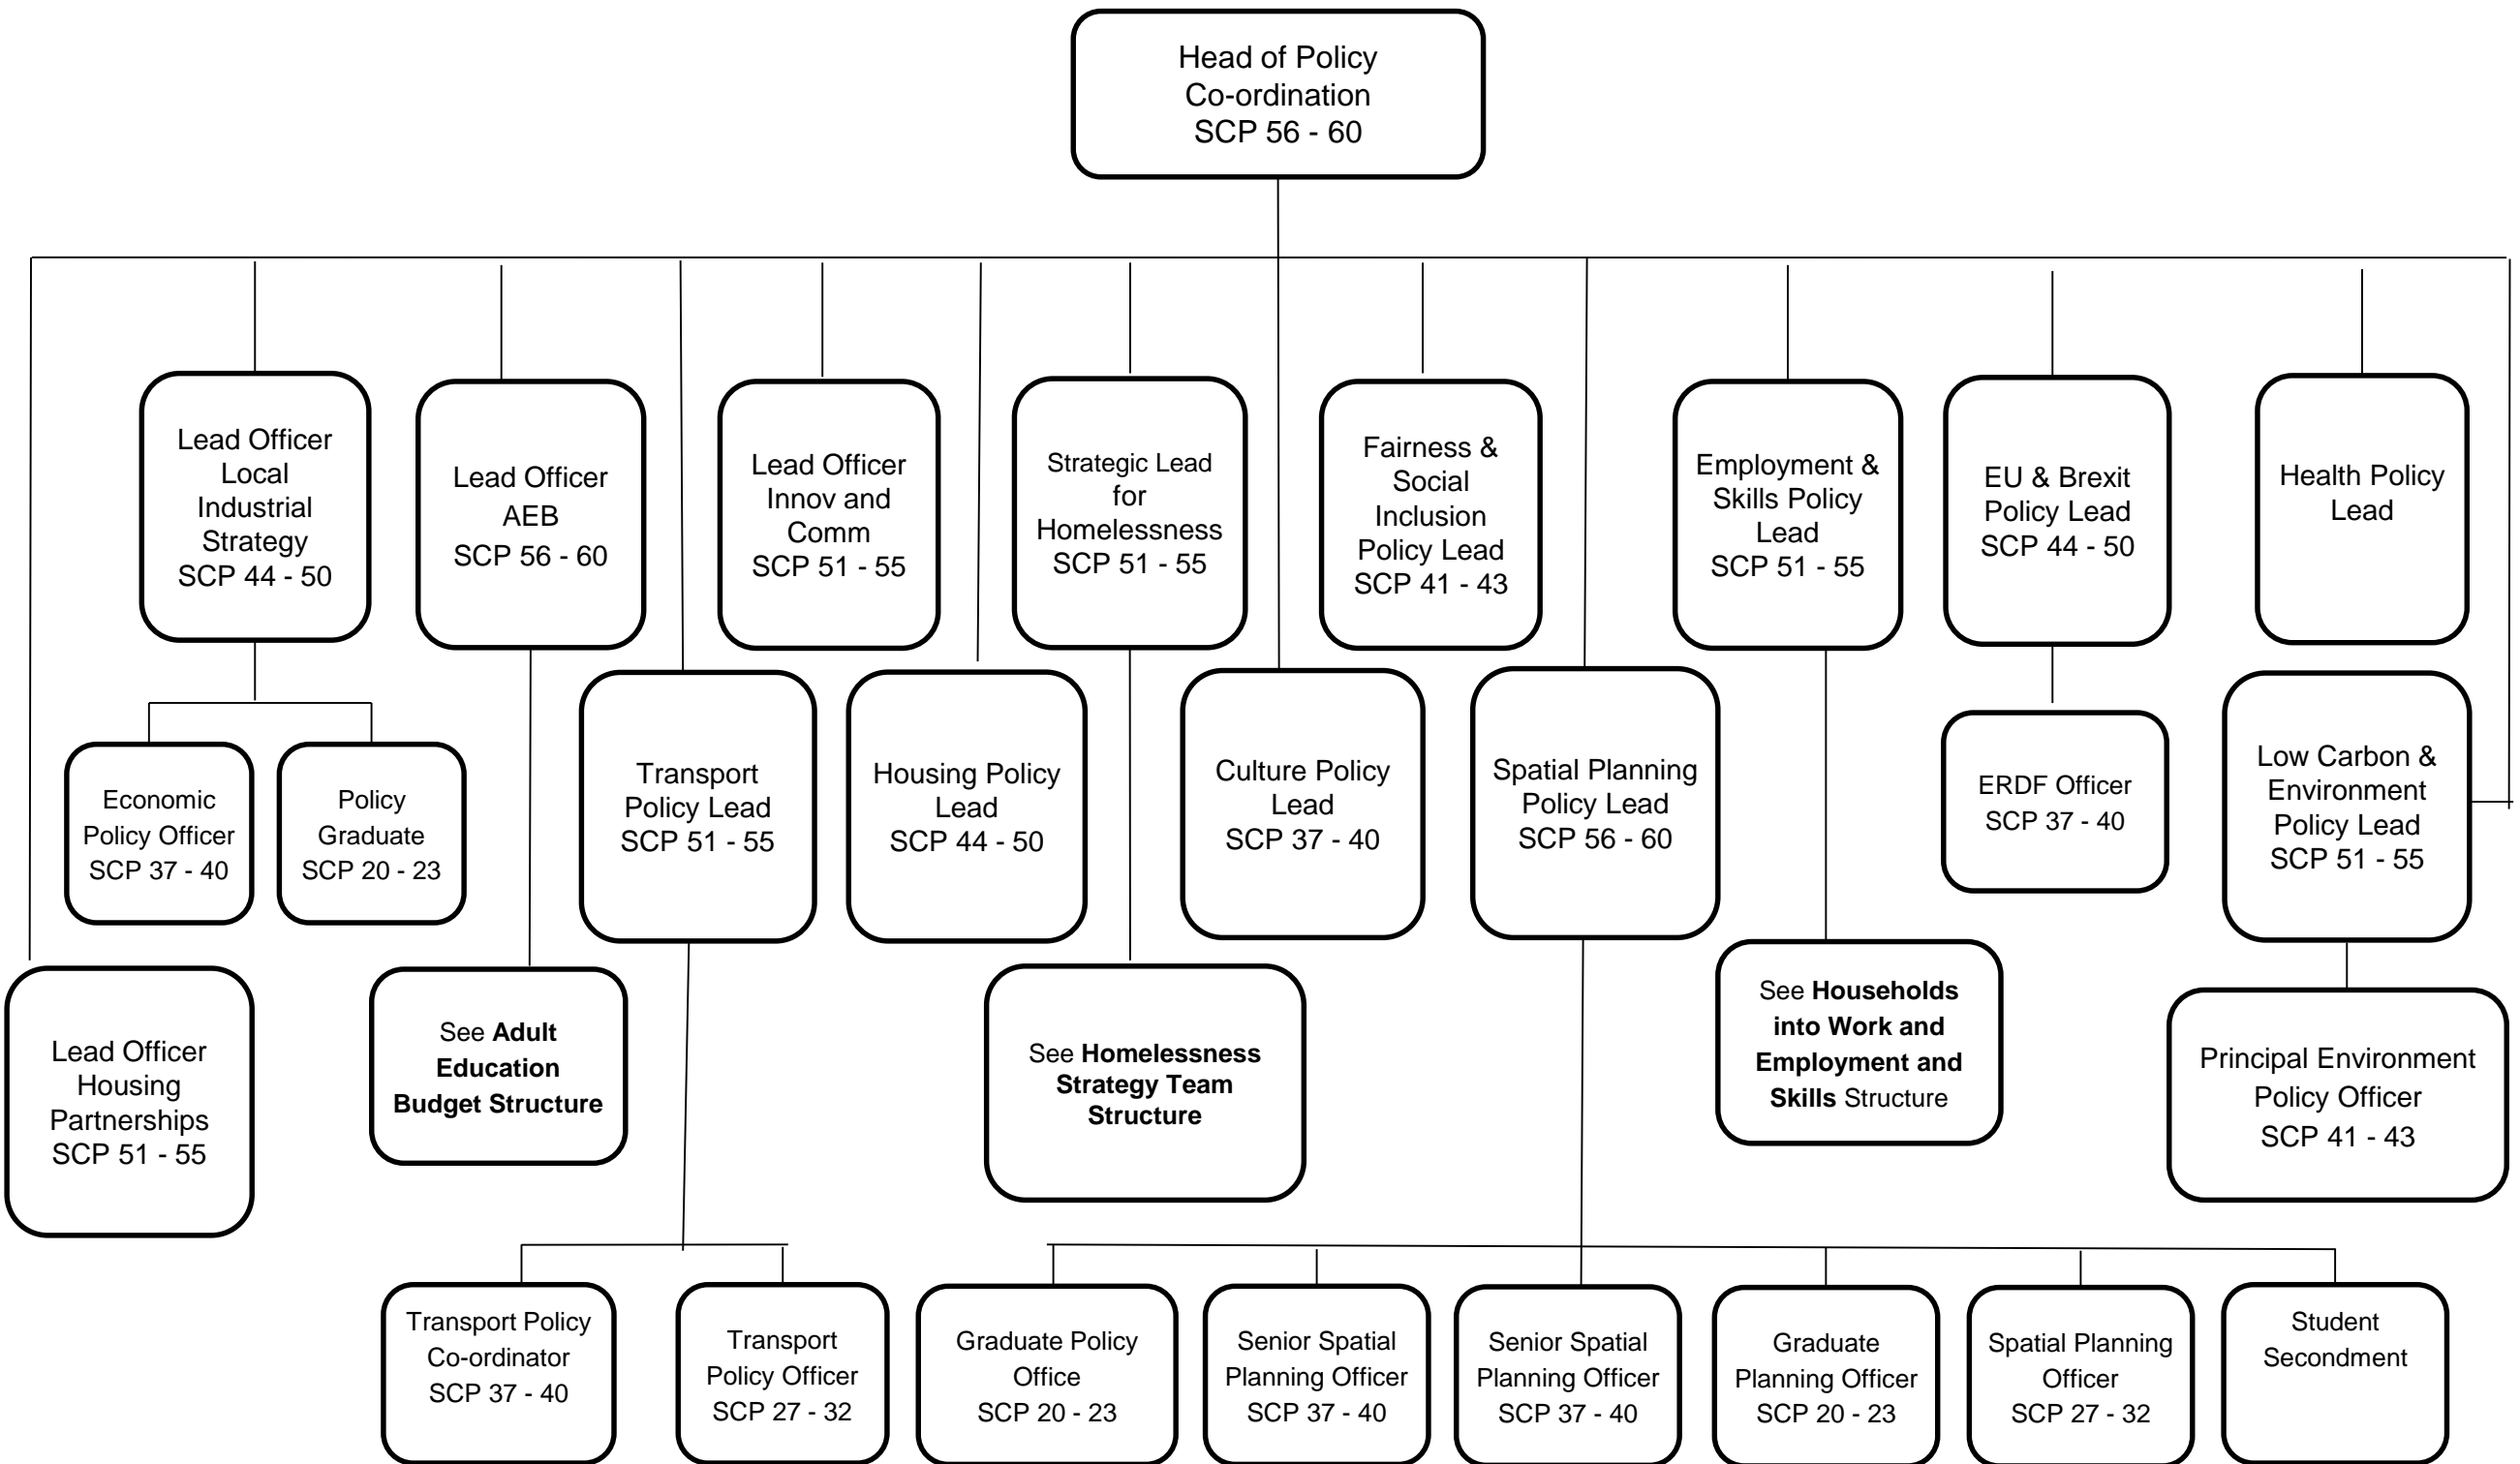 Head of Policy
Co-ordination
SCP 56 - 60
Lead Officer
Local
Industrial
Strategy
SCP 44 - 50
Lead Officer
AEB
SCP 56 - 60
Lead Officer
Innov and
Comm
SCP 51 - 55
Strategic Lead
for
Homelessness
SCP 51 - 55
Fairness &
Social
Inclusion
Policy Lead
SCP 41 - 43
Employment &
Skills Policy
Lead
SCP 51 - 55
EU & Brexit
Policy Lead
SCP 44 - 50
Health Policy
Lead
Economic
Policy Officer
SCP 37 - 40
Policy
Graduate
SCP 20 - 23
Transport
Policy Lead
SCP 51 - 55
Housing Policy
Lead
SCP 44 - 50
Culture Policy
Lead
SCP 37 - 40
Spatial Planning
Policy Lead
SCP 56 - 60
ERDF Officer
SCP 37 - 40
Low Carbon &
Environment
Policy Lead
SCP 51 - 55
Lead Officer
Housing
Partnerships
SCP 51 - 55
See Adult
Education
Budget Structure
See Homelessness
Strategy Team
Structure
See Households
into Work and
Employment and
Skills Structure
Principal Environment
Policy Officer
SCP 41 - 43
Transport Policy
Co-ordinator
SCP 37 - 40
Transport
Policy Officer
SCP 27 - 32
Graduate Policy
Office
SCP 20 - 23
Senior Spatial
Planning Officer
SCP 37 - 40
Senior Spatial
Planning Officer
SCP 37 - 40
Graduate
Planning Officer
SCP 20 - 23
Spatial Planning
Officer
SCP 27 - 32
Student
Secondment